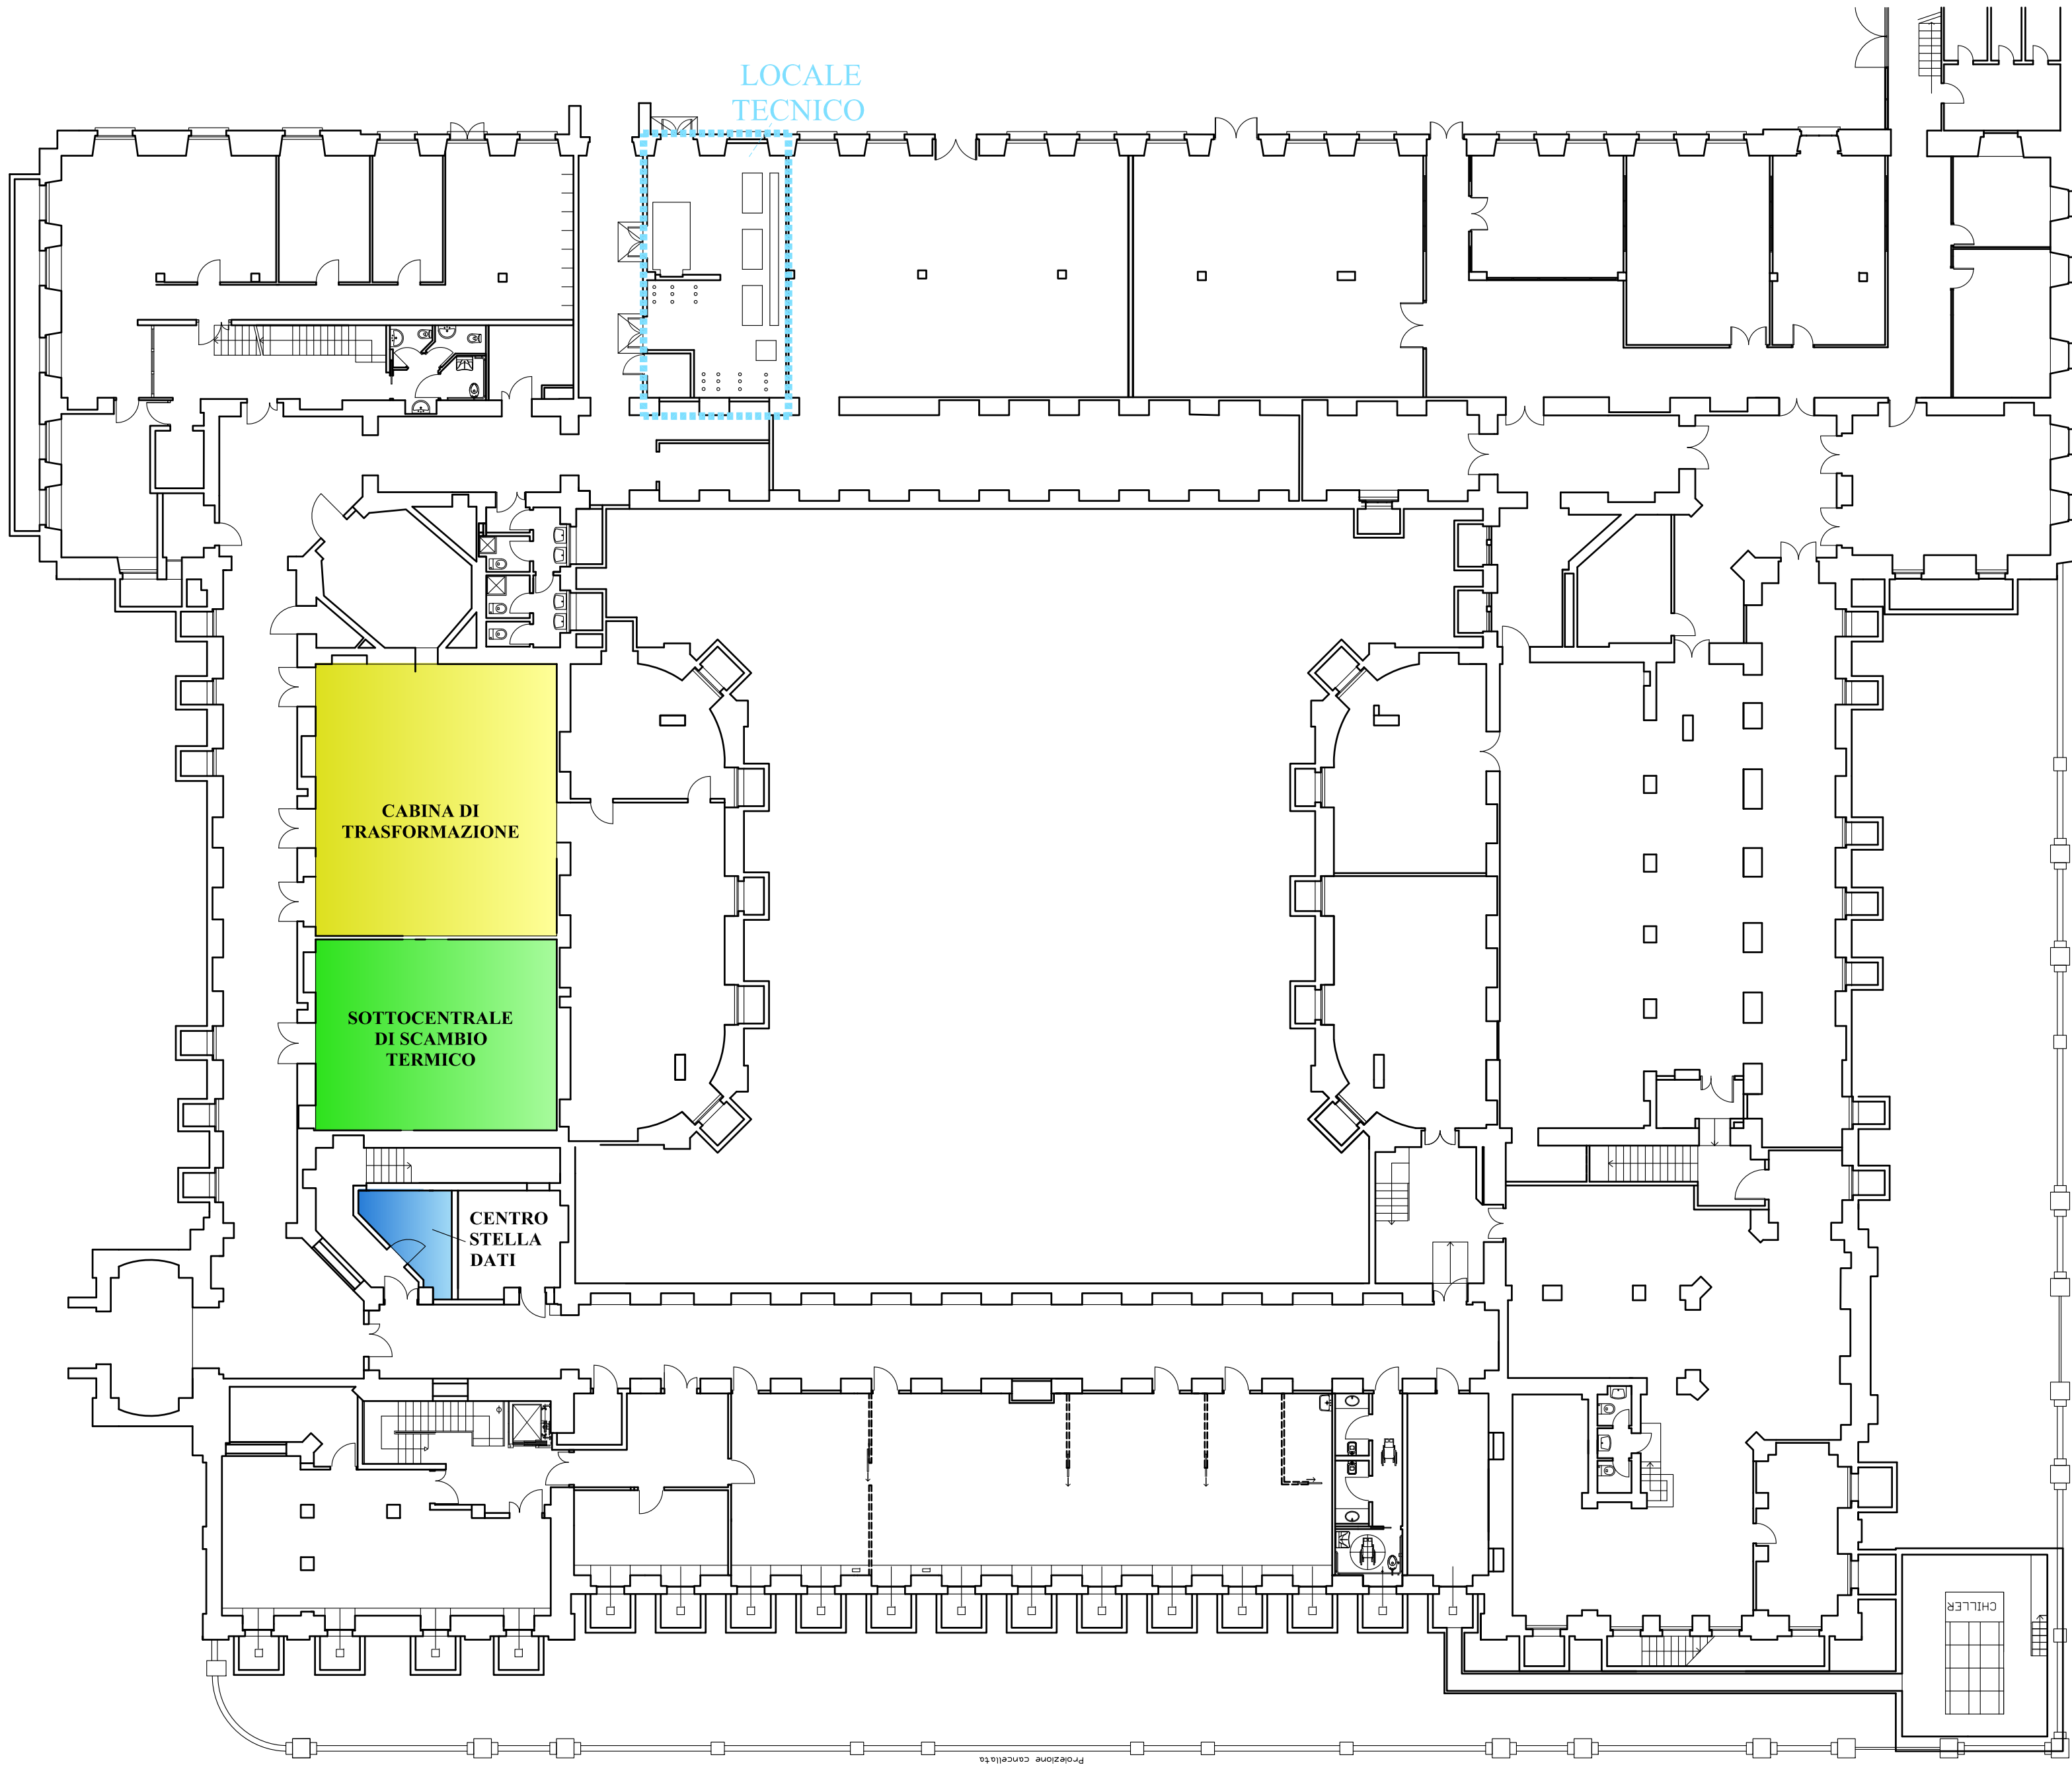 LOCALE
TECNICO
CABINA DI
TRASFORMAZIONE
SOTTOCENTRALE
DI SCAMBIO
TERMICO
CENTRO
STELLA
DATI
CHILLER
Proiezione cancellata